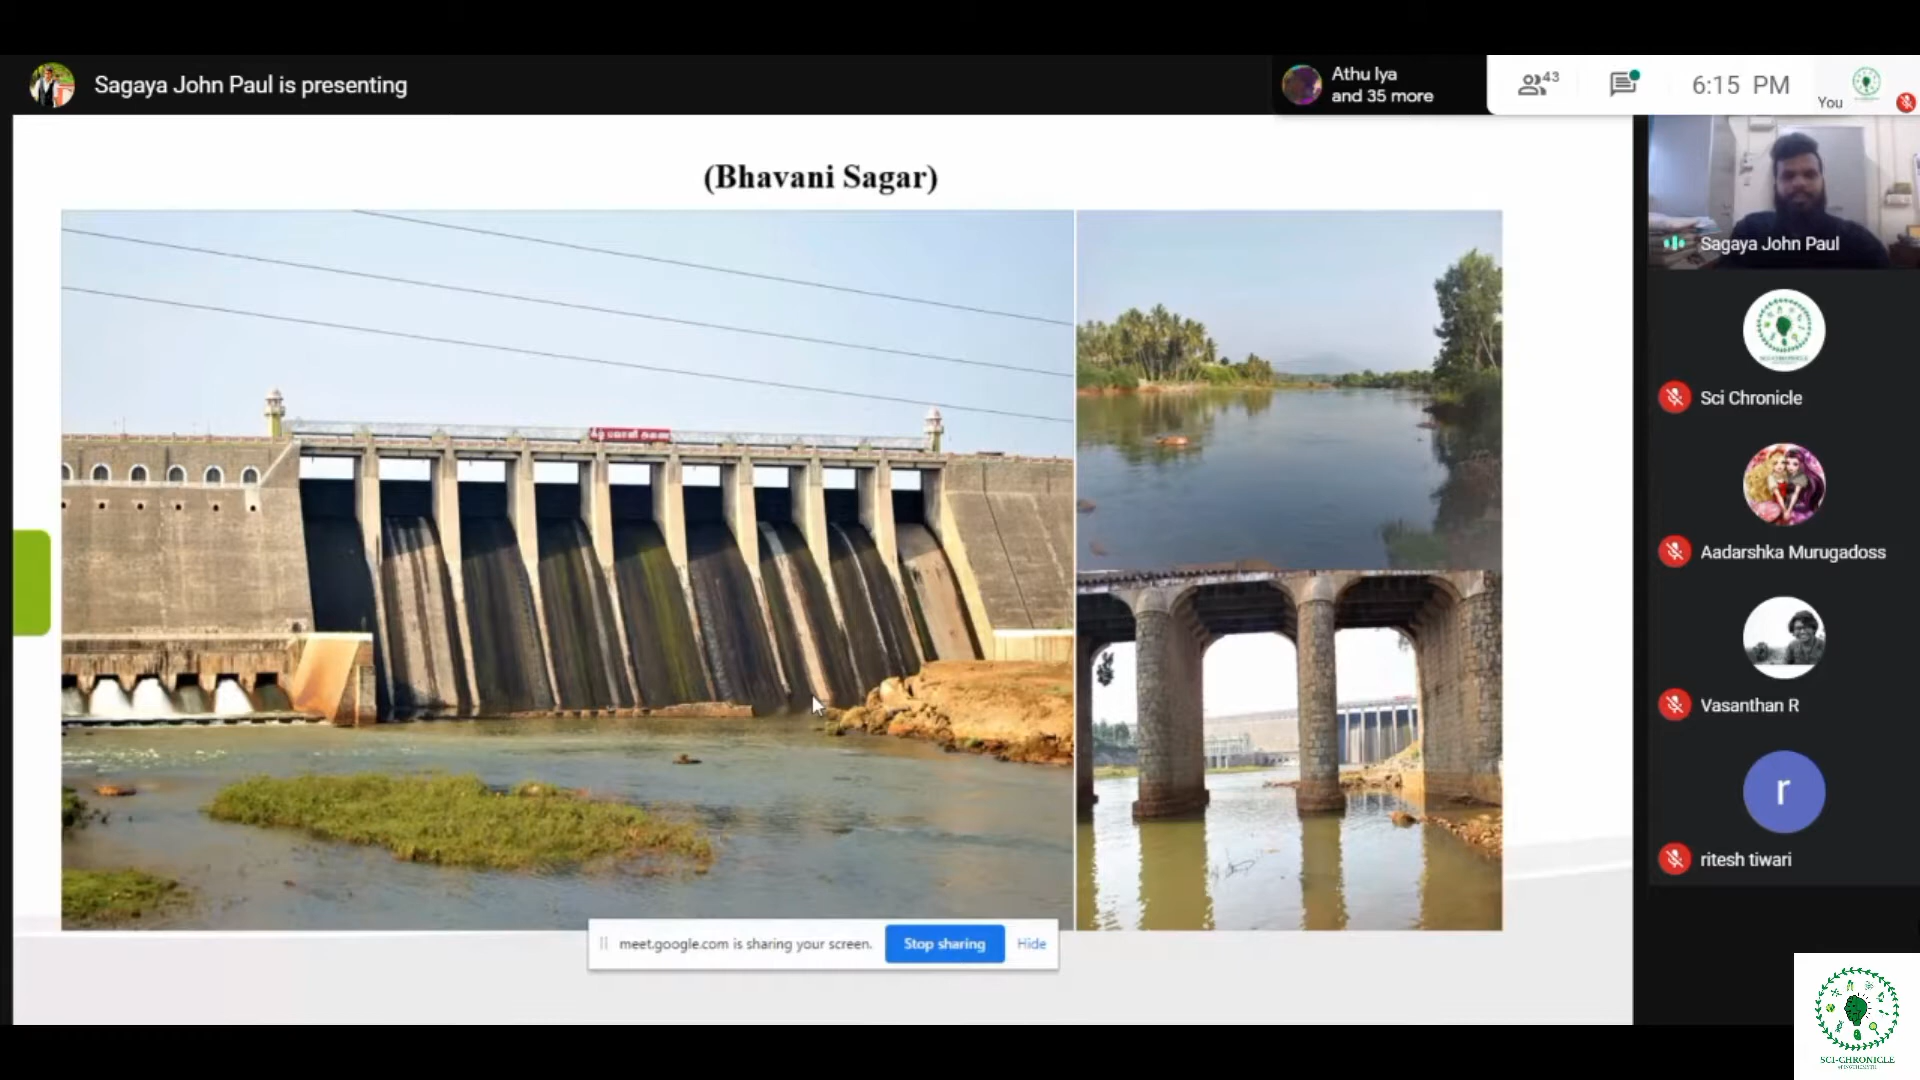 Sagaya John Paul is presenting
Athu Iya
and 35 more
43
6:15 PM
You
(Bhavani Sagar)
கீழ் பவானி அணை
Sagaya John Paul
Sci Chronicle
Aadarshka Murugadoss
Vasanthan R
r
ritesh tiwari
meet.google.com is sharing your screen.
Stop sharing
Hide
SCI-CHRONICLE